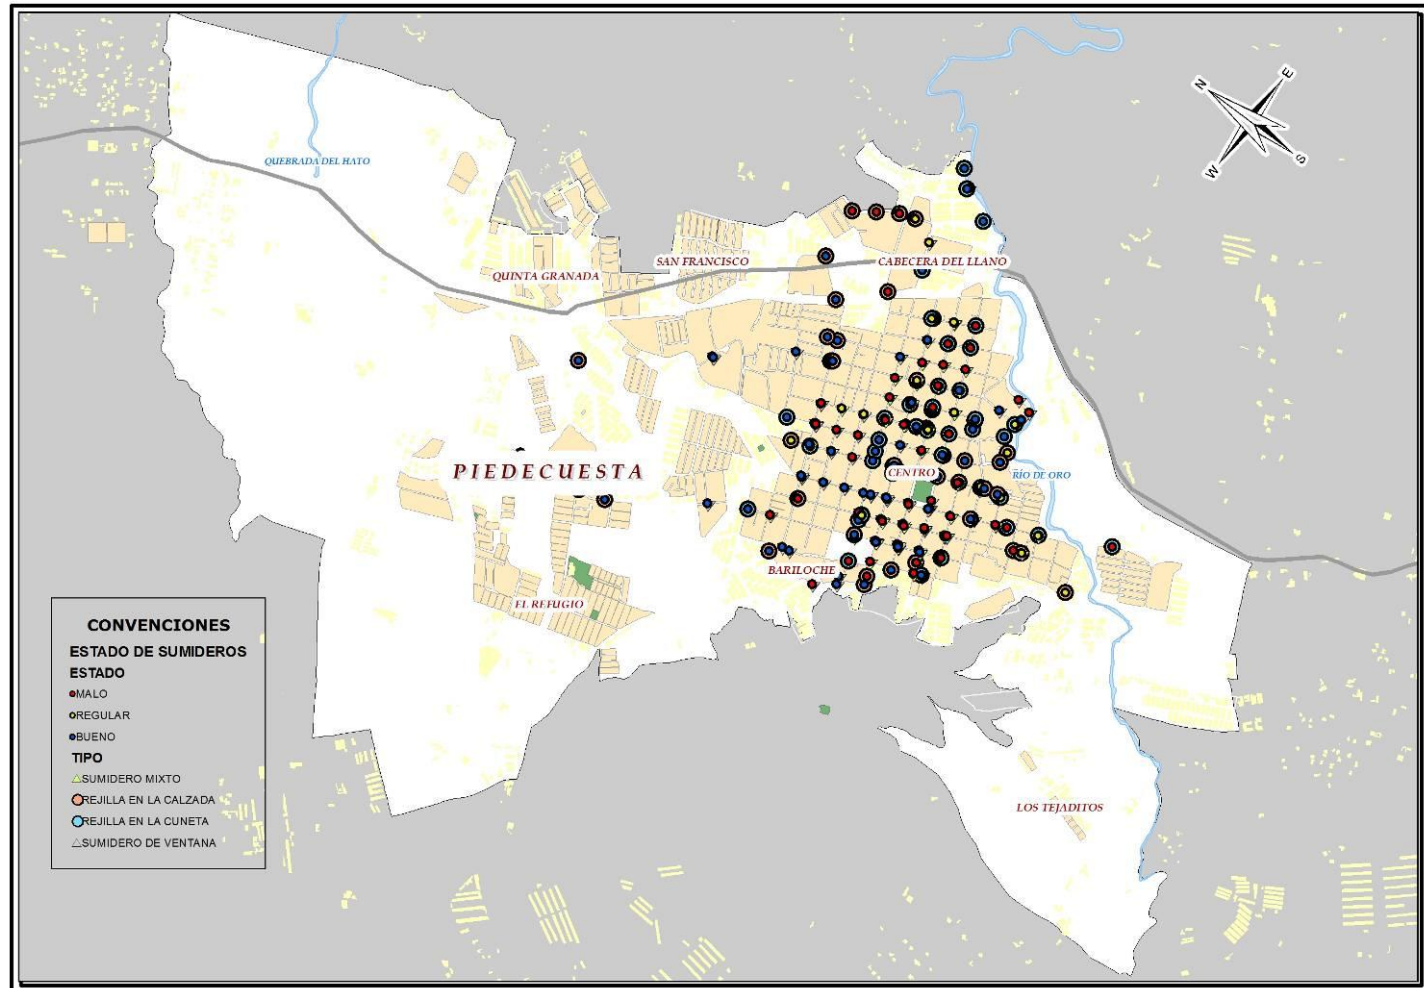 N
E
W
S
QUEBRADA DEL HATO
QUINTA GRANADA
SAN FRANCISCO
CABECERA DEL LLANO
PIEDECUESTA
CENTRO
RÍO DE ORO
BARILOCHE
EL REFUGIO
LOS TEJADITOS
CONVENCIONES
ESTADO DE SUMIDEROS
ESTADO
MALO
REGULAR
BUENO
TIPO
SUMIDERO MIXTO
REJILLA EN LA CALZADA
REJILLA EN LA CUNETA
SUMIDERO DE VENTANA